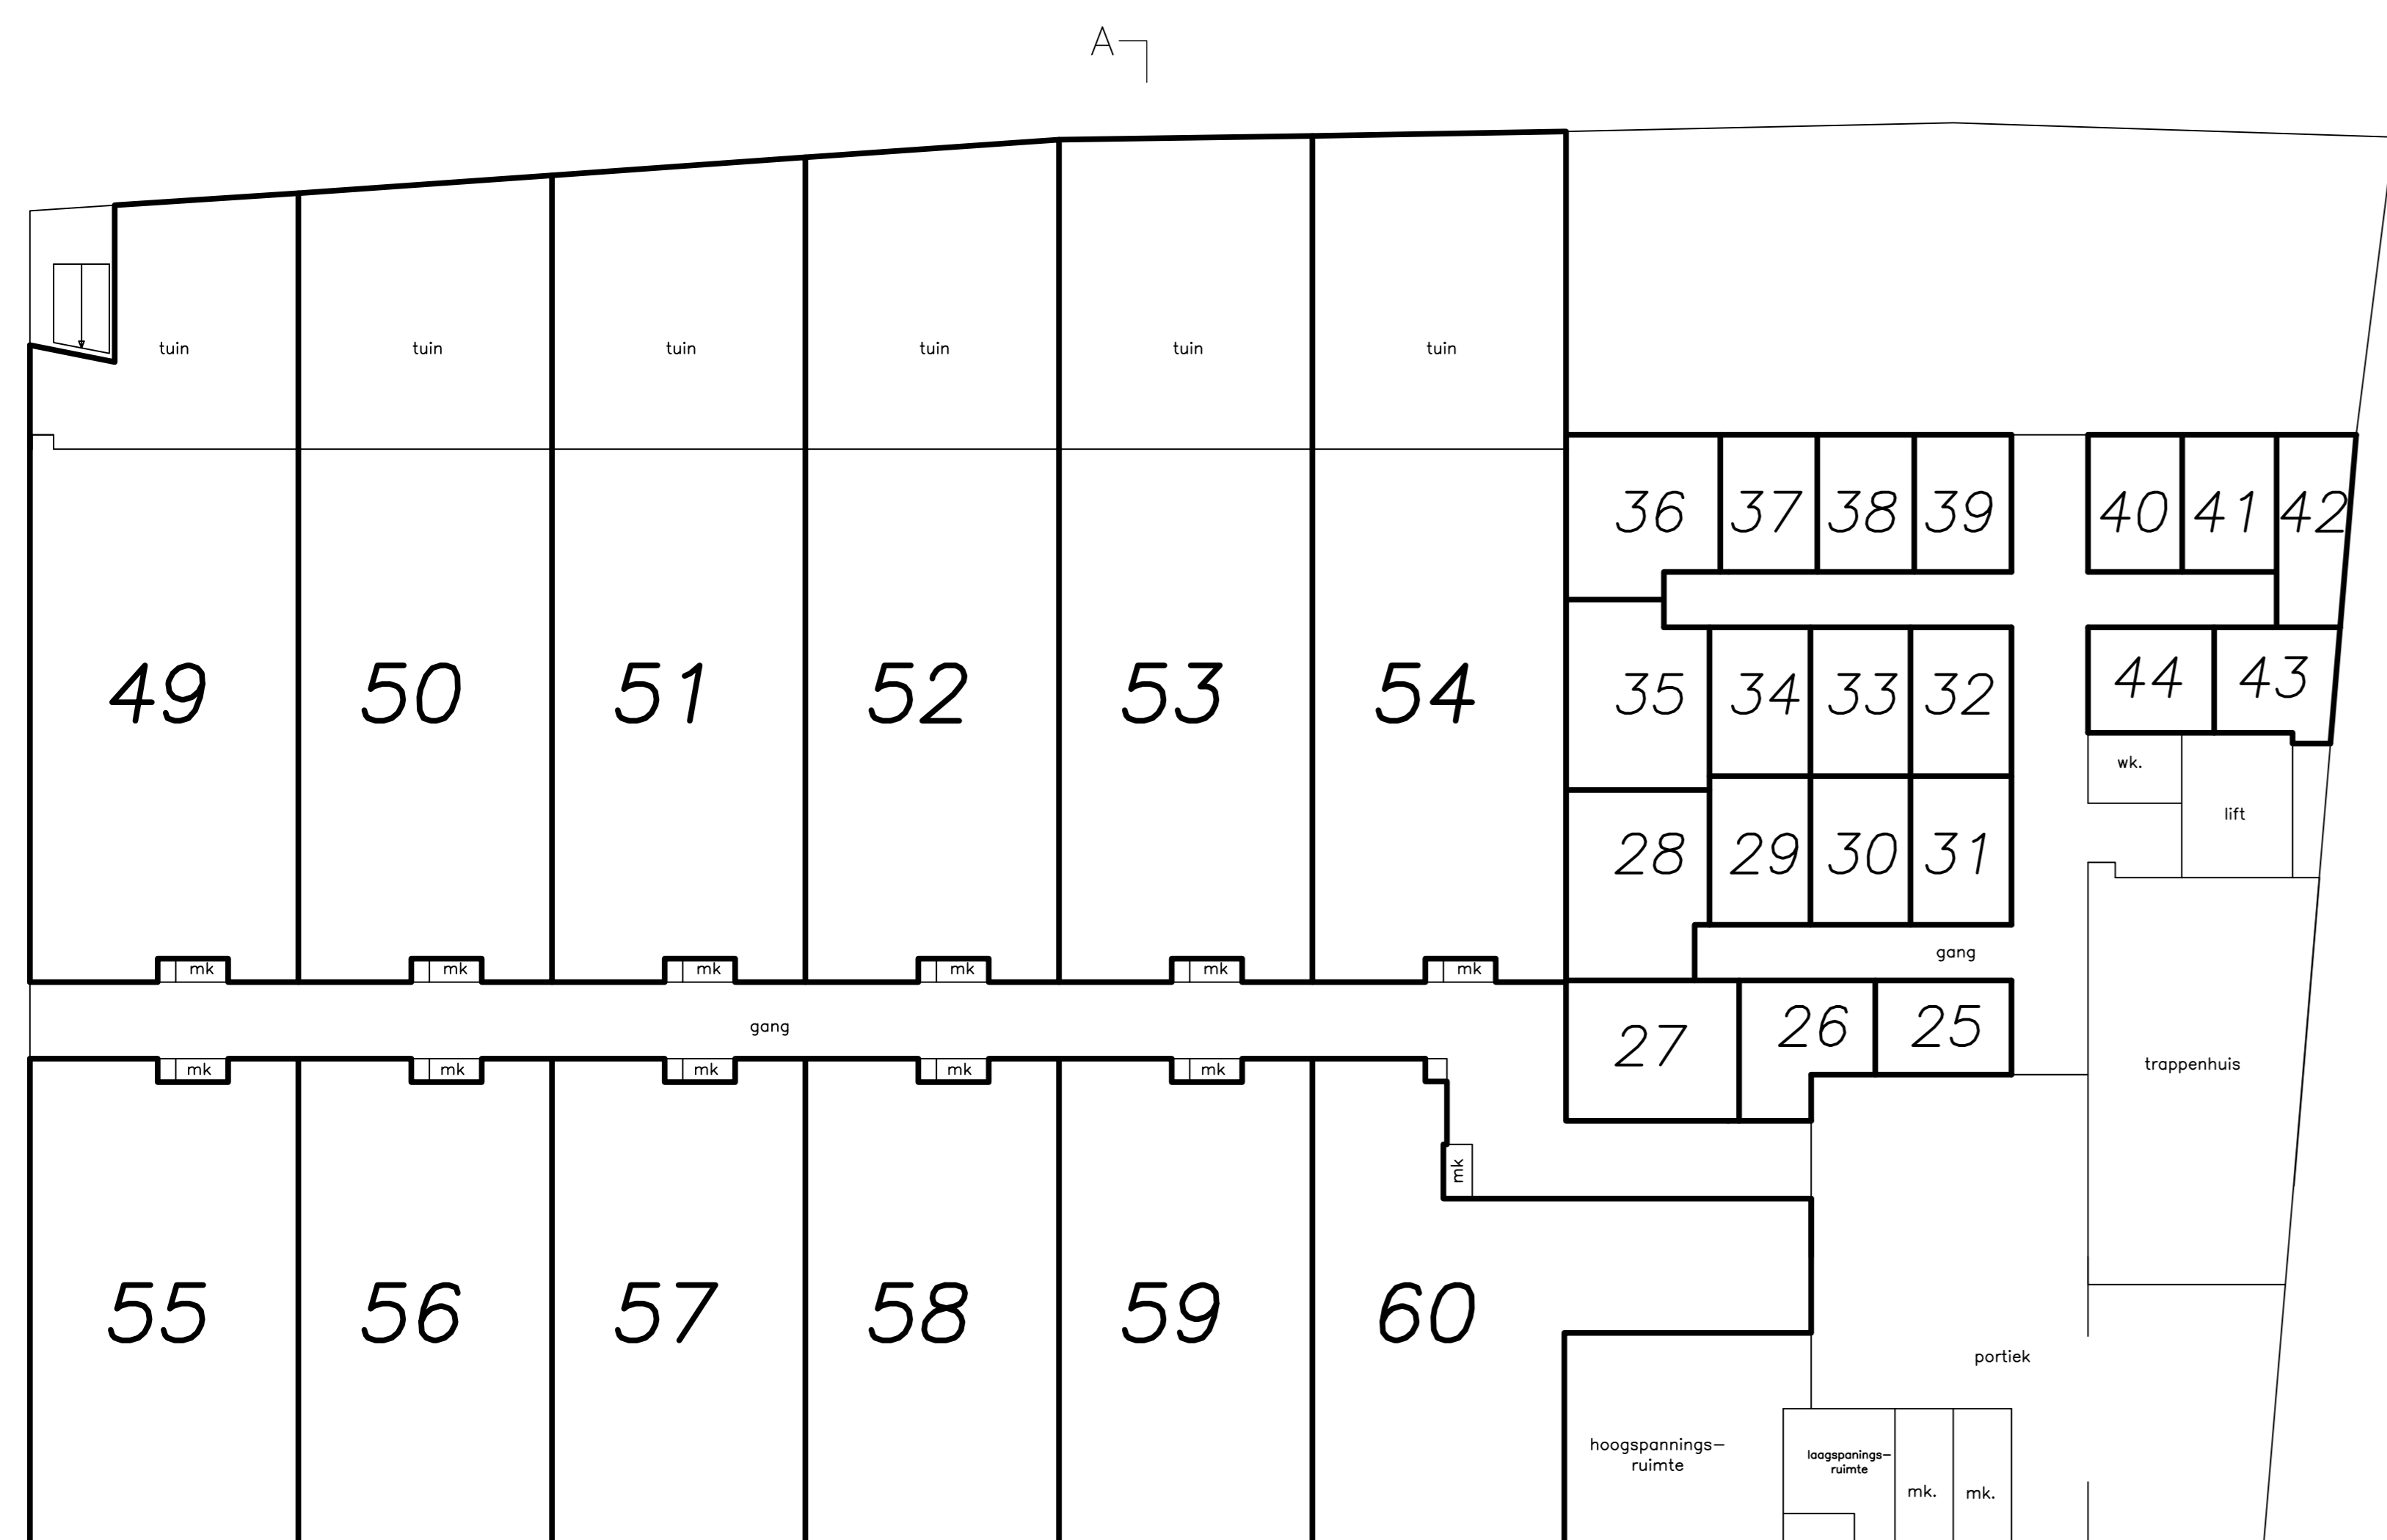 A
tuin tuin tuin tuin tuin tuin
36 37 38 39 40 41 42
49 50 51 52 53 54
35 34 33 32 44 43
wk.
lift
28 29 30 31
gang
mk mk mk mk mk mk
gang
27 26 25
mk mk mk mk mk
trappenhuis
mk
55 56 57 58 59 60
portiek
hoogspannings-
ruimte
laagspanings-
ruimte
mk. mk.